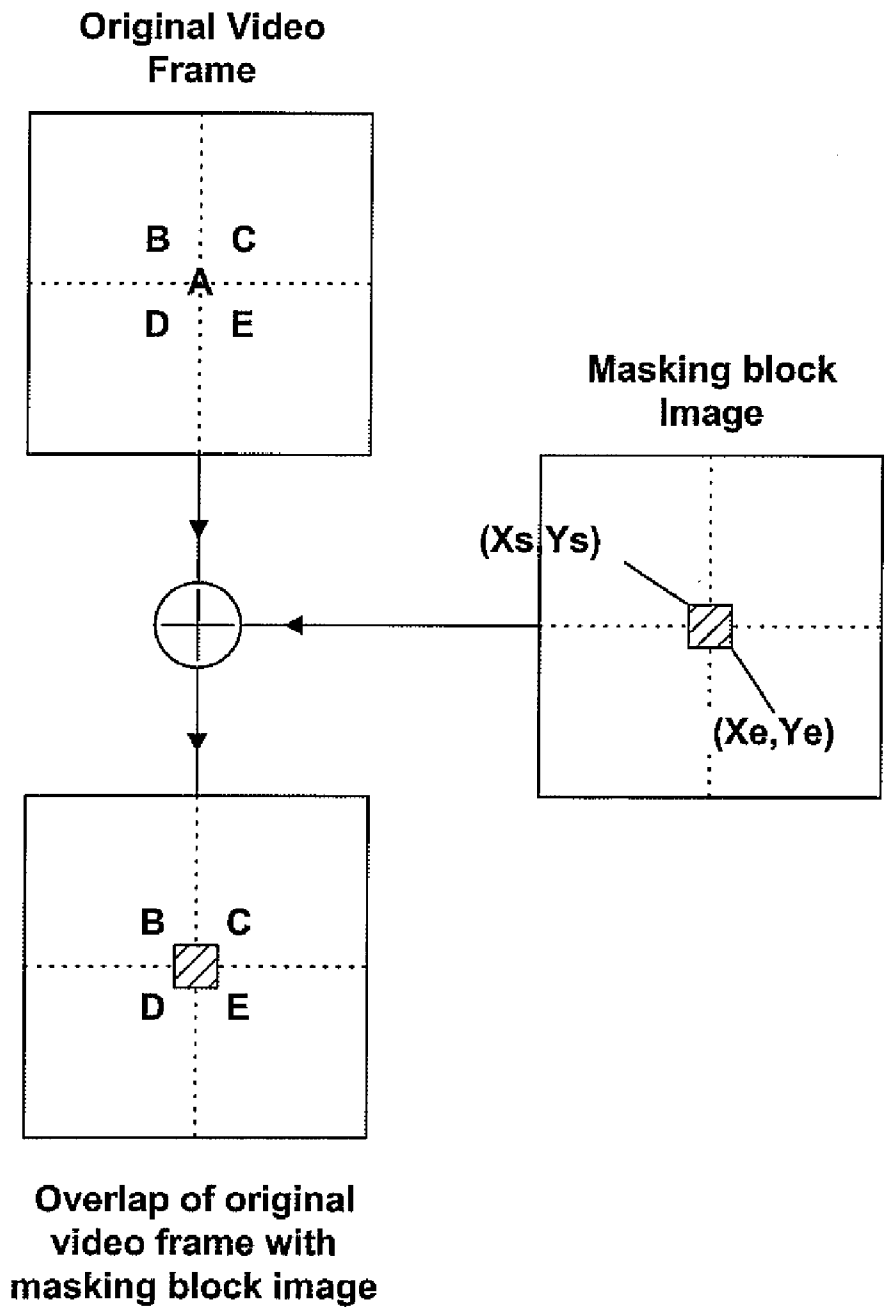 Original Video
Frame
B C
A
D E
Masking block
Image
(Xs,Ys)
(Xe,Ye)
B C
D E
Overlap of original
video frame with
masking block image